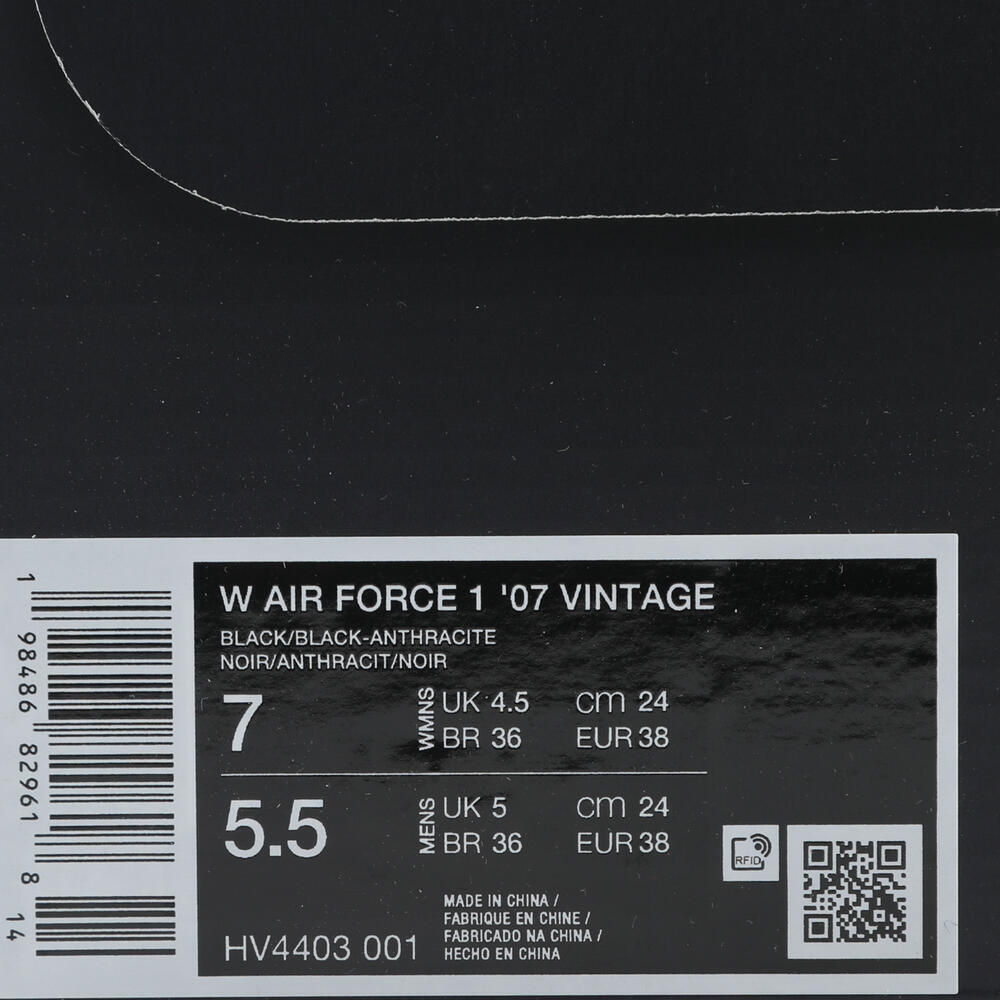 W AIR FORCE 1 '07 VINTAGE
BLACK/BLACK-ANTHRACITE
NOIR/ANTHRACIT/NOIR
7 WMNS UK 4.5 cm 24
BR 36 EUR 38
5.5 MENS UK 5 cm 24
BR 36 EUR 38
MADE IN CHINA /
FABRIQUE EN CHINE /
FABRICADO NA CHINA /
HECHO EN CHINA
HV4403 001
RFID
1 98486 82961 8 14